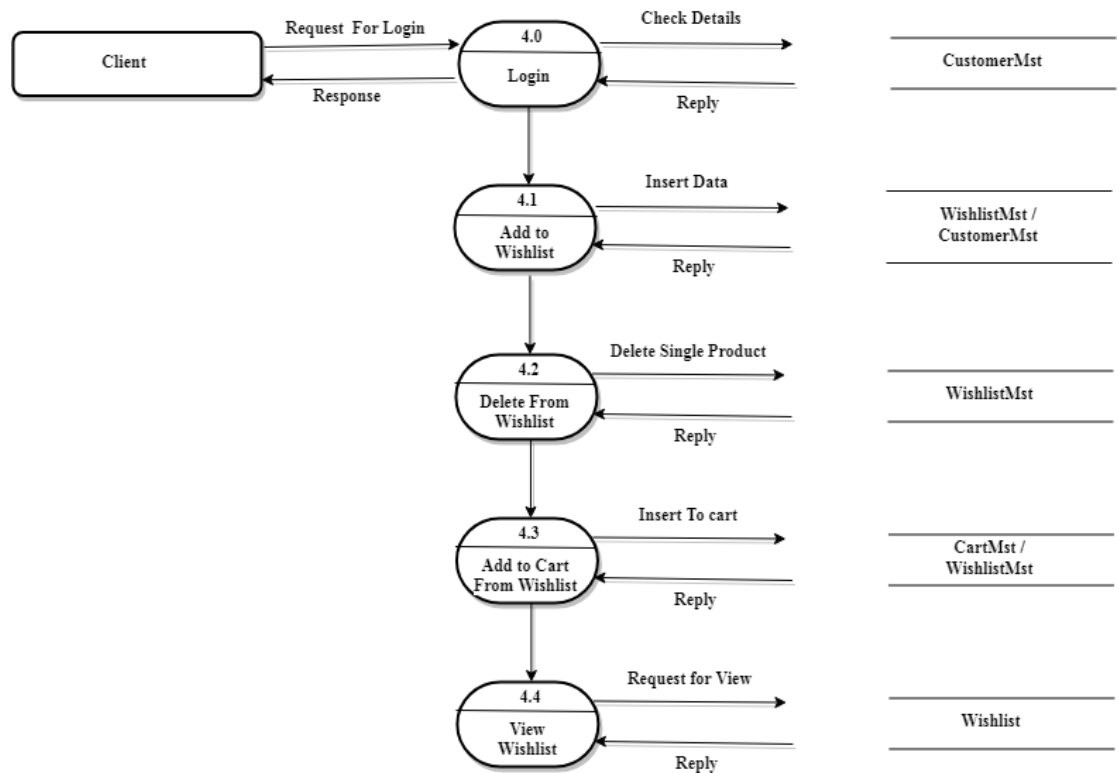 Request For Login
Client
Response
4.0
Login
Check Details
Reply
CustomerMst
4.1
Add to
Wishlist
Insert Data
Reply
WishlistMst /
CustomerMst
4.2
Delete From
Wishlist
Delete Single Product
Reply
WishlistMst
4.3
Add to Cart
From Wishlist
Insert To cart
Reply
CartMst /
WishlistMst
4.4
View
Wishlist
Request for View
Reply
Wishlist